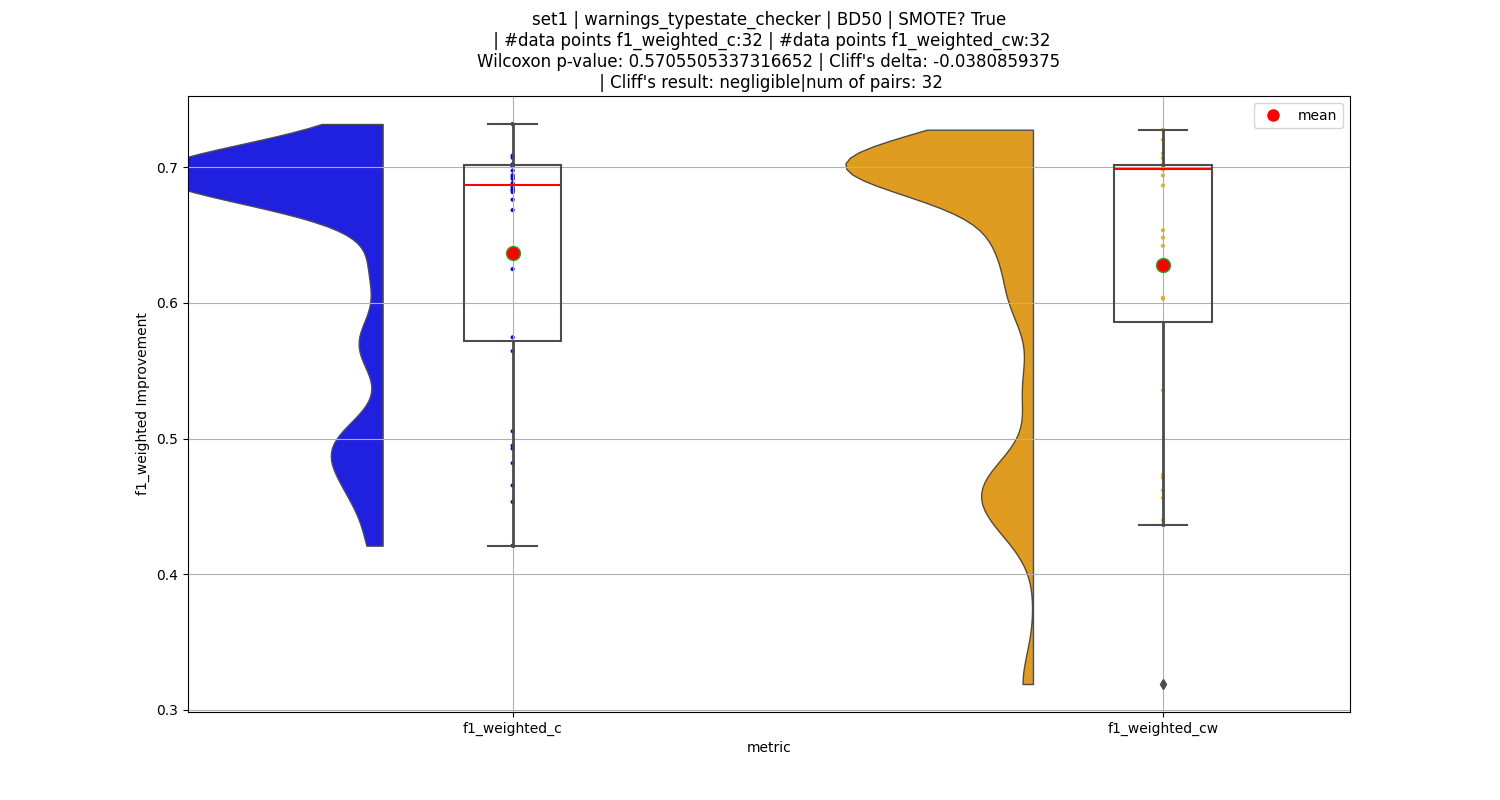 set1 | warnings_typestate_checker | BD50 | SMOTE? True
| #data points f1_weighted_c:32 | #data points f1_weighted_cw:32
Wilcoxon p-value: 0.5705505337316652 | Cliff's delta: -0.0380859375
| Cliff's result: negligible|num of pairs: 32
mean
0.7
0.6
0.5
0.4
0.3
f1_weighted Improvement
f1_weighted_c
f1_weighted_cw
metric